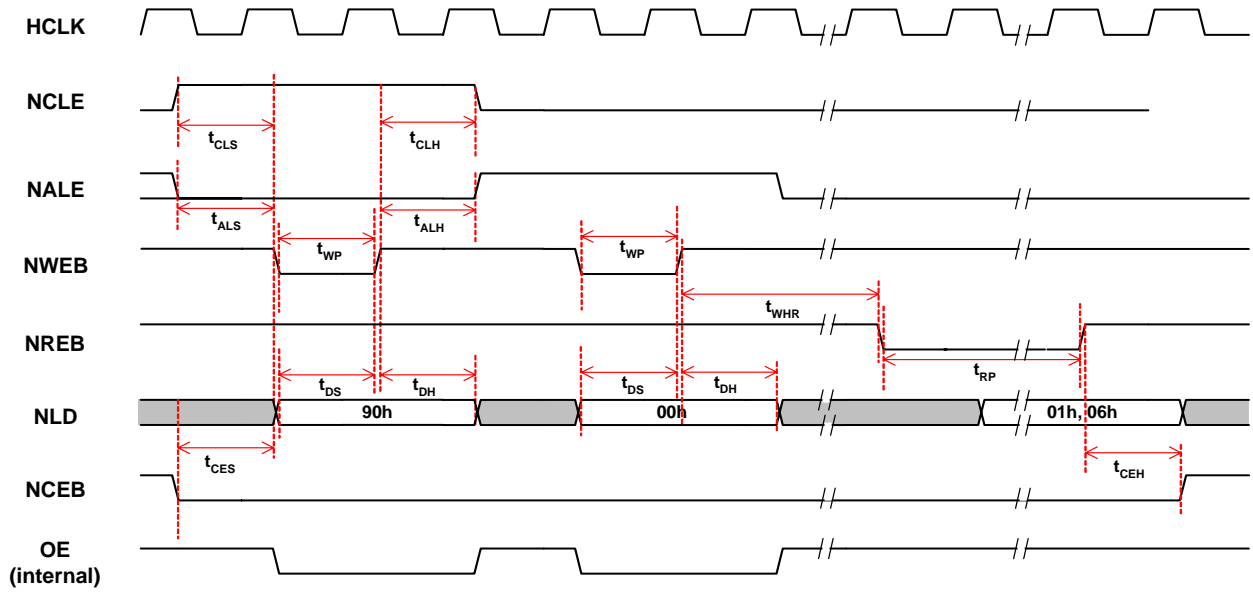 HCLK
NCLE
tCLS
tCLH
NALE
tALS
tALH
NWEB
tWP
tWP
tWHR
NREB
tRP
tDS
tDH
tDS
tDH
NLD
90h
00h
01h, 06h
tCES
tCEH
NCEB
OE
(internal)